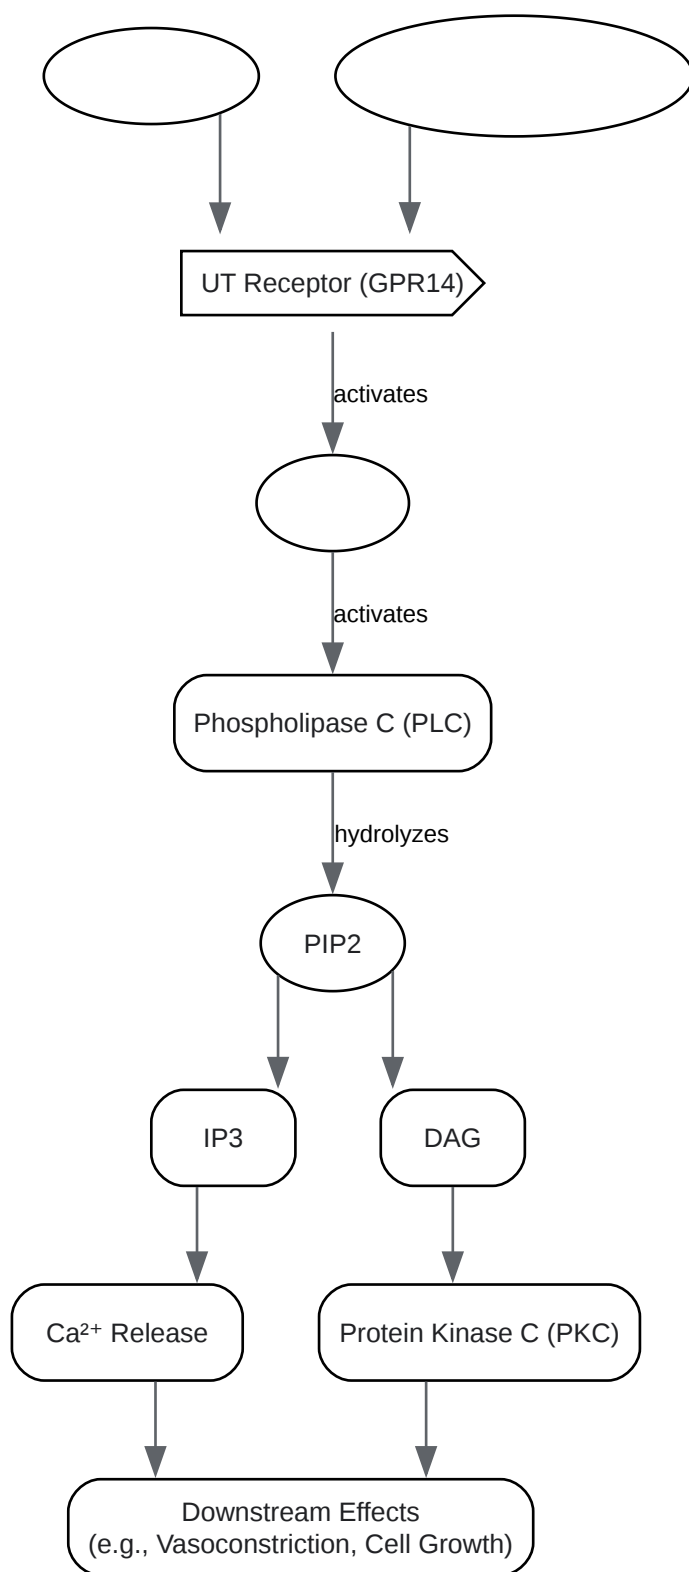 UT Receptor (GPR14)
activates
activates
Phospholipase C (PLC)
hydrolyzes
PIP2
IP3
DAG
Ca²⁺ Release
Protein Kinase C (PKC)
Downstream Effects
(e.g., Vasoconstriction, Cell Growth)